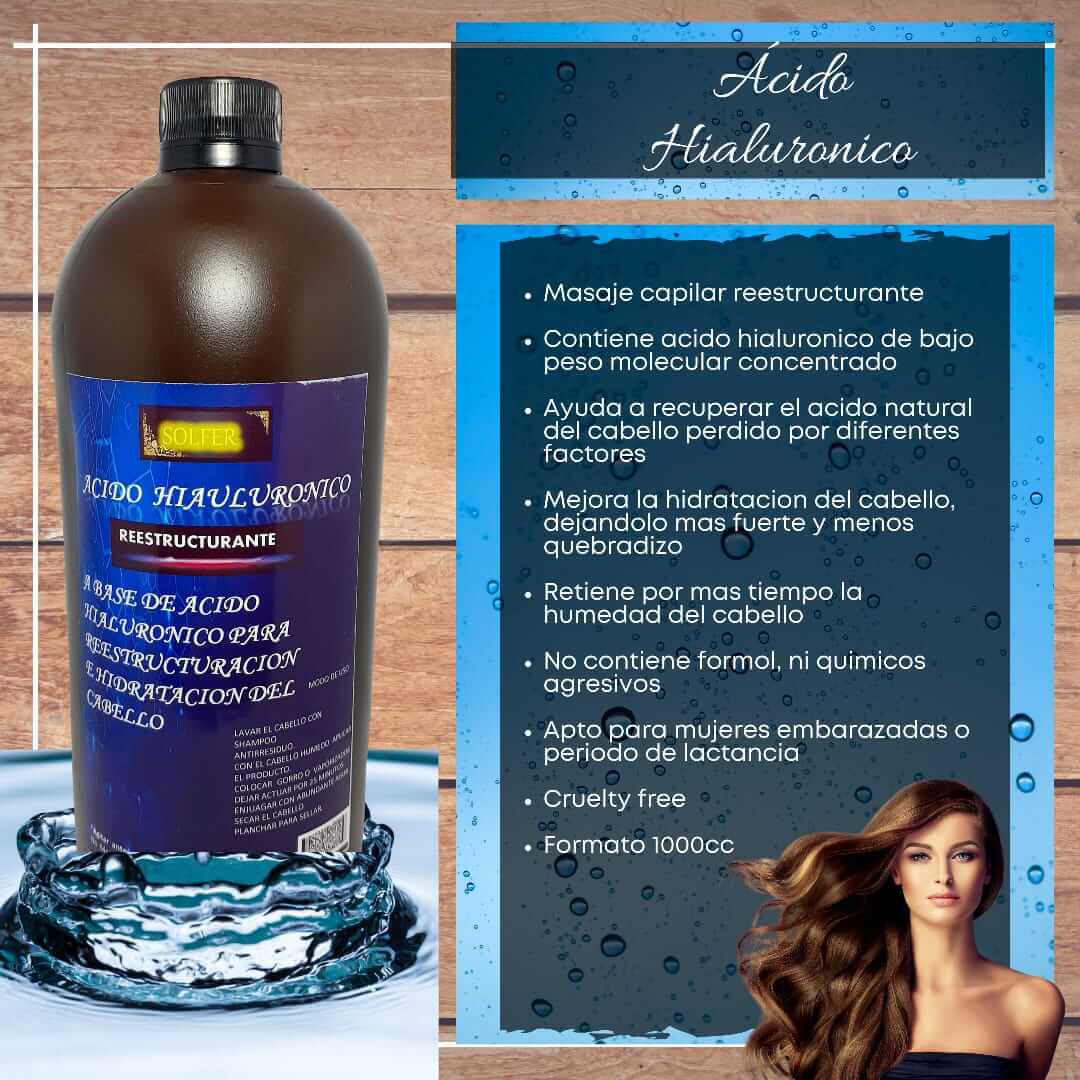 Ácido
Hialuronico
SOLFER
ACIDO HIAULURONICO
REESTRUCTURANTE
A BASE DE ACIDO
HIALURONICO PARA
REESTRUCTURACION
E HIDRATACION DEL
CABELLO
MODO DE USO
LAVAR EL CABELLO CON
SHAMPOO
ANTIRRESIDUO.
CON EL CABELLO HUMEDO APLICAR
EL PRODUCTO.
COLOCAR GORRO O VAPORIZADOR
DEJAR ACTUAR POR 25 MINUTOS
ENJUAGAR CON ABUNDANTE AGUA
SECAR EL CABELLO
PLANCHAR PARA SELLAR.
• Masaje capilar reestructurante
• Contiene acido hialuronico de bajo
peso molecular concentrado
• Ayuda a recuperar el acido natural
del cabello perdido por diferentes
factores
• Mejora la hidratacion del cabello,
dejandolo mas fuerte y menos
quebradizo
• Retiene por mas tiempo la
humedad del cabello
• No contiene formol, ni quimicos
agresivos
• Apto para mujeres embarazadas o
periodo de lactancia
• Cruelty free
• Formato 1000cc